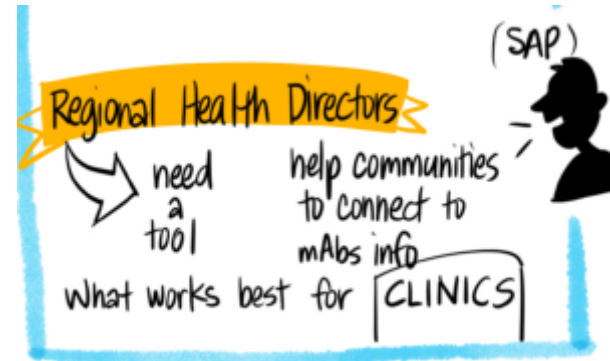 (SAP)
Regional Health Directors
need
a
tool
help communities
to connect to
mAbs info
What works best for CLINICS